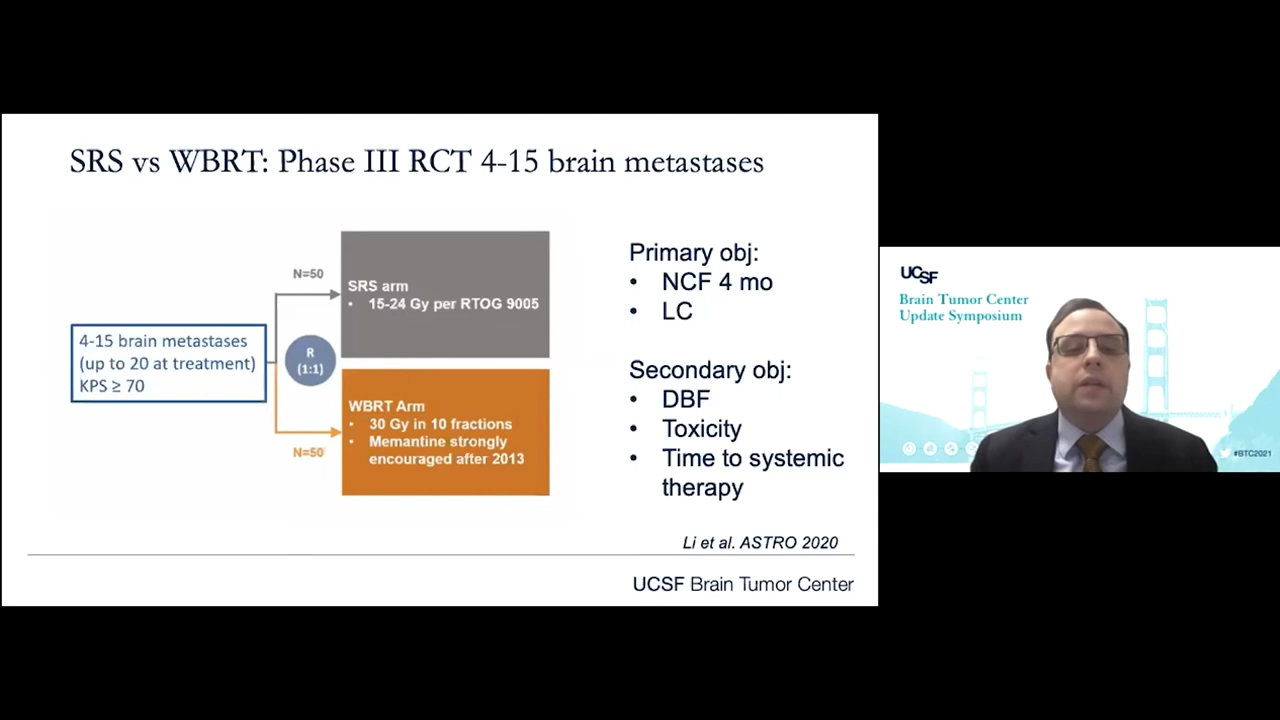 SRS vs WBRT: Phase III RCT 4-15 brain metastases
N=50
SRS arm
• 15-24 Gy per RTOG 9005
4-15 brain metastases
(up to 20 at treatment)
KPS ≥ 70
R
(1:1)
WBRT Arm
• 30 Gy in 10 fractions
• Memantine strongly
encouraged after 2013
N=50
Primary obj:
• NCF 4 mo
• LC
Secondary obj:
• DBF
• Toxicity
• Time to systemic
therapy
Li et al. ASTRO 2020
UCSF Brain Tumor Center
UCSF
Brain Tumor Center
Update Symposium
#BTC2021